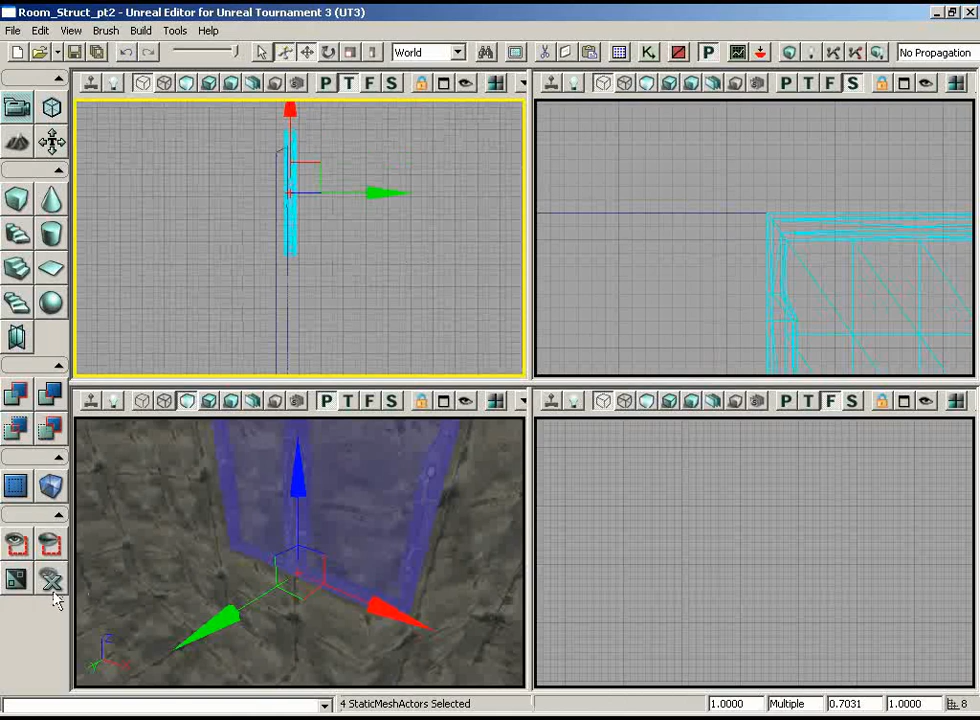 Room_Struct_pt2 - Unreal Editor for Unreal Tournament 3 (UT3)
File Edit View Brush Build Tools Help
World P No Propagation
P T F S P T F S
P T F S P T F S
4 StaticMeshActors Selected 1.0000 Multiple 0.7031 1.0000 8